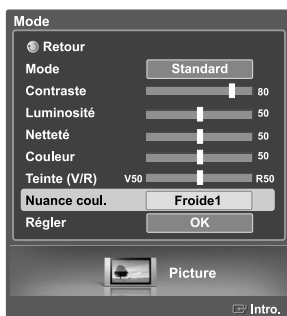 Mode
Retour
Mode Standard
Contraste 80
Luminosité 50
Netteté 50
Couleur 50
Teinte (V/R) V50 R50
Nuance coul. Froide1
Régler OK
Picture
Intro.